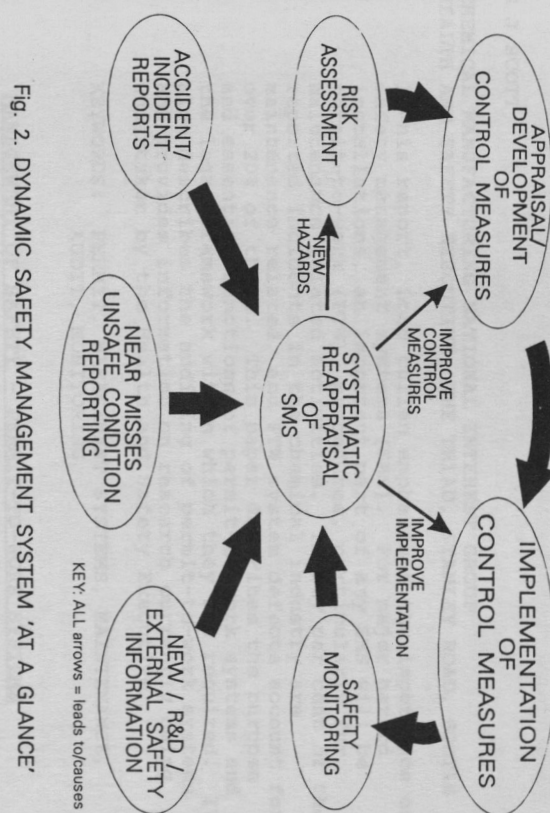 APPRAISAL/
DEVELOPMENT
OF
CONTROL MEASURES
IMPLEMENTATION
OF
CONTROL MEASURES
IMPROVE
CONTROL
MEASURES
IMPROVE
IMPLEMENTATION
RISK
ASSESSMENT
NEW
HAZARDS
SYSTEMATIC
REAPPRAISAL
OF
SMS
SAFETY
MONITORING
ACCIDENT/
INCIDENT
REPORTS
NEAR MISSES
UNSAFE CONDITION
REPORTING
NEW / R&D /
EXTERNAL SAFETY
INFORMATION
KEY: ALL arrows = leads to/causes
Fig. 2. DYNAMIC SAFETY MANAGEMENT SYSTEM 'AT A GLANCE'